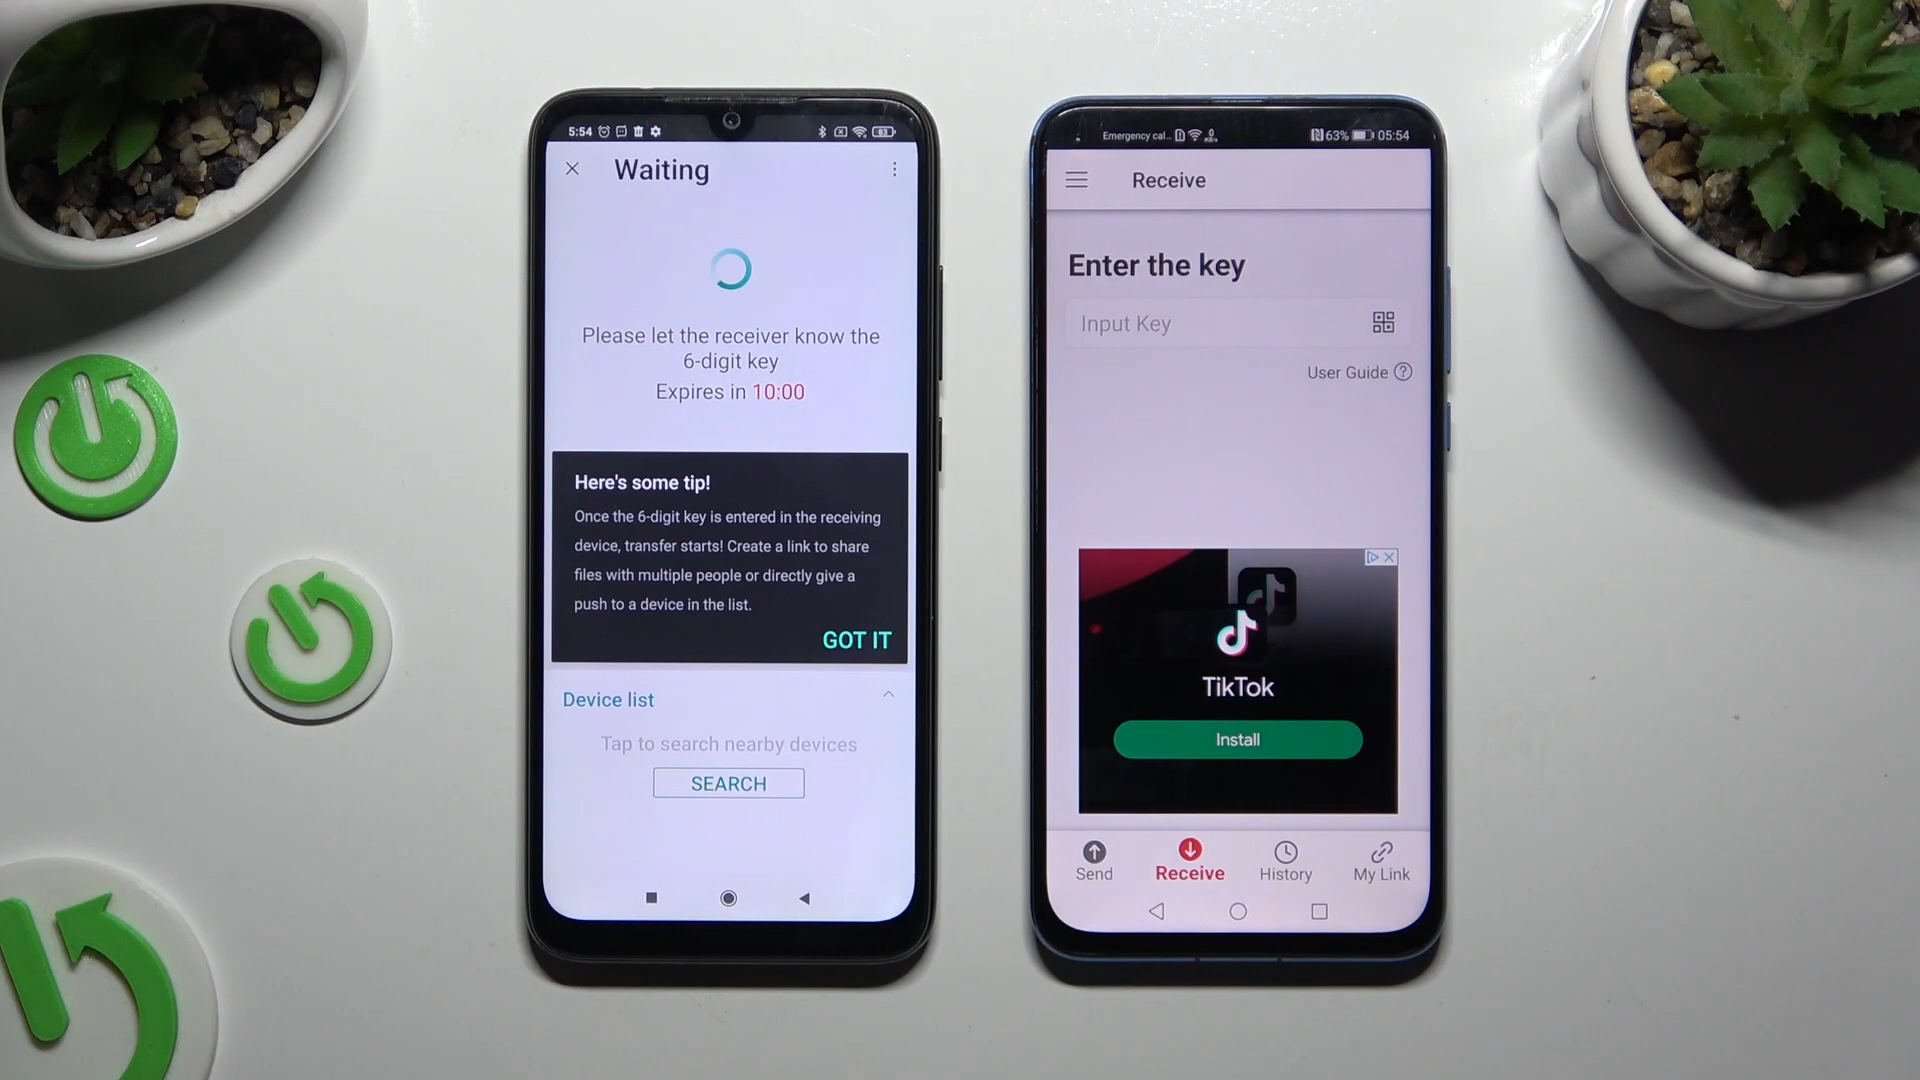 5:54
83
Waiting
Please let the receiver know the
6-digit key
Expires in 10:00
Here's some tip!
Once the 6-digit key is entered in the receiving
device, transfer starts! Create a link to share
files with multiple people or directly give a
push to a device in the list.
GOT IT
Device list
Tap to search nearby devices
SEARCH
Emergency cal...
63%
05:54
Receive
Enter the key
Input Key
User Guide
TikTok
Install
Send
Receive
History
My Link